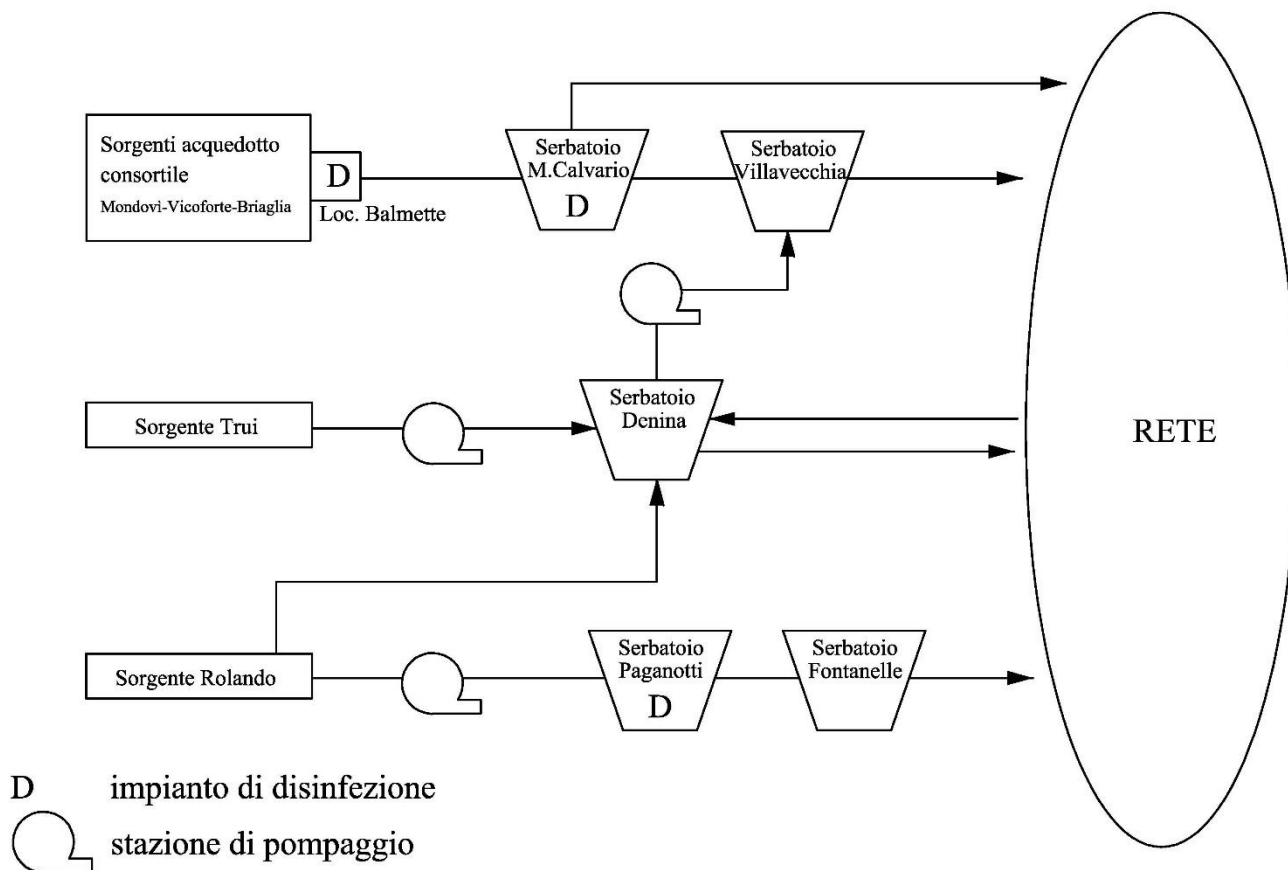 Sorgenti acquedotto
consortile
Mondovi-Vicoforte-Briaglia
D
Loc. Balmette
Serbatoio
M.Calvario
D
Serbatoio
Villavecchia
Sorgente Trui
Serbatoio
Denina
RETE
Sorgente Rolando
Serbatoio
Paganotti
D
Serbatoio
Fontanelle
D impianto di disinfezione
stazione di pompaggio